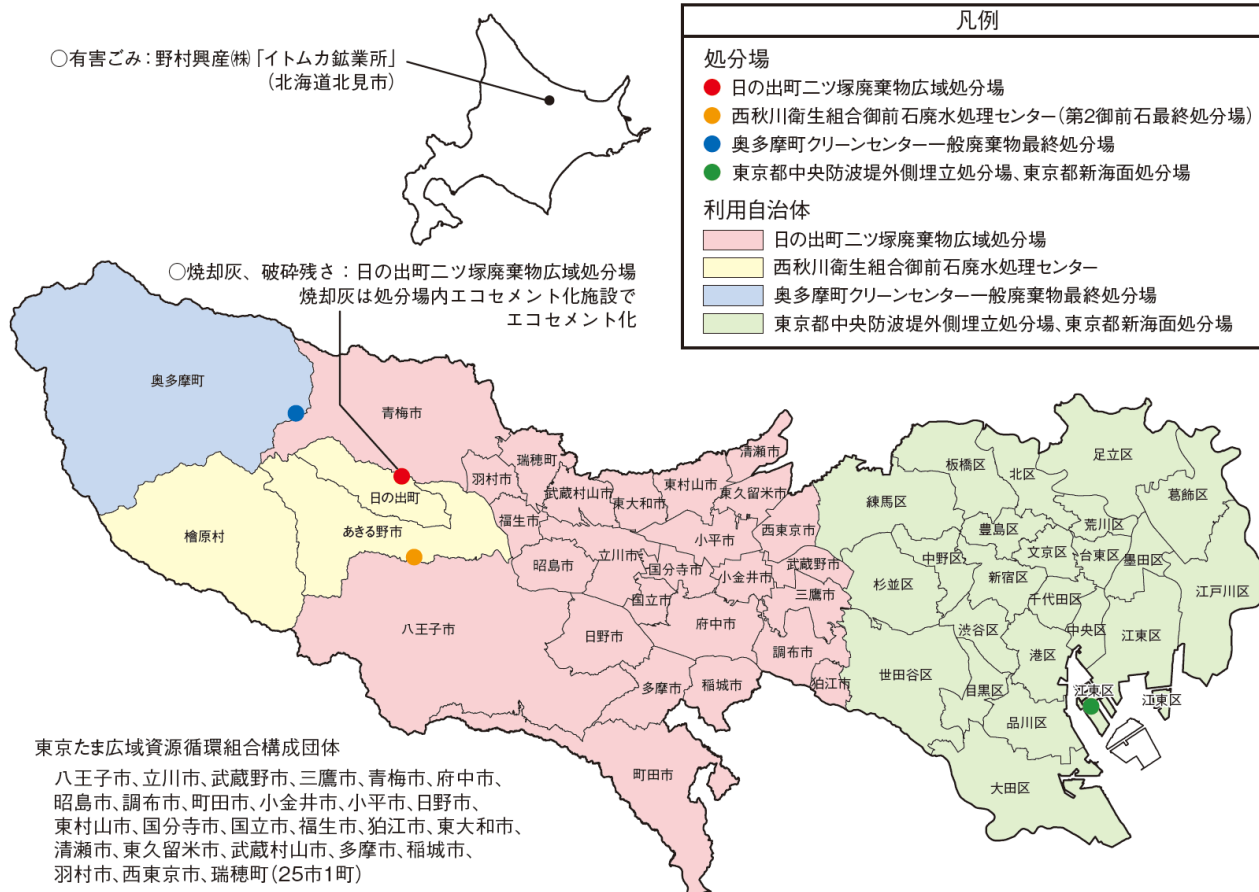 ○有害ごみ：野村興産㈱「イトムカ鉱業所」
（北海道北見市）
凡例
処分場
日の出町二ツ塚廃棄物広域処分場
西秋川衛生組合御前石廃水処理センター（第2御前石最終処分場）
奥多摩町クリーンセンター一般廃棄物最終処分場
東京都中央防波堤外側埋立処分場、東京都新海面処分場
利用自治体
日の出町二ツ塚廃棄物広域処分場
西秋川衛生組合御前石廃水処理センター
奥多摩町クリーンセンター一般廃棄物最終処分場
東京都中央防波堤外側埋立処分場、東京都新海面処分場
○焼却灰、破砕残さ：日の出町二ツ塚廃棄物広域処分場
焼却灰は処分場内エコセメント化施設で
エコセメント化
奥多摩町
青梅市
日の出町
あきる野市
檜原村
羽村市
瑞穂町
福生市
武蔵村山市
東大和市
東村山市
清瀬市
東久留米市
西東京市
小平市
昭島市
立川市
国分寺市
小金井市
武蔵野市
三鷹市
国立市
府中市
八王子市
日野市
調布市
多摩市
稲城市
狛江市
町田市
練馬区
板橋区
北区
足立区
葛飾区
豊島区
荒川区
中野区
文京区
台東区
墨田区
杉並区
新宿区
千代田区
江戸川区
渋谷区
中央区
江東区
港区
世田谷区
目黒区
江東区
江東区
品川区
大田区
東京たま広域資源循環組合構成団体
八王子市、立川市、武蔵野市、三鷹市、青梅市、府中市、
昭島市、調布市、町田市、小金井市、小平市、日野市、
東村山市、国分寺市、国立市、福生市、狛江市、東大和市、
清瀬市、東久留米市、武蔵村山市、多摩市、稲城市、
羽村市、西東京市、瑞穂町（25市1町）